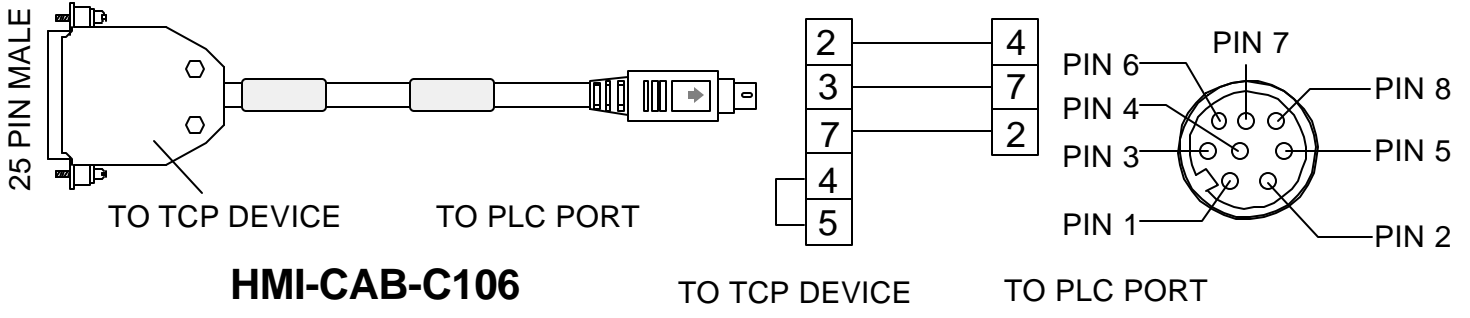 25 PIN MALE
TO TCP DEVICE
TO PLC PORT
HMI-CAB-C106
2
3
7
4
5
4
7
2
TO TCP DEVICE
TO PLC PORT
PIN 7
PIN 6
PIN 8
PIN 4
PIN 3
PIN 5
PIN 1
PIN 2